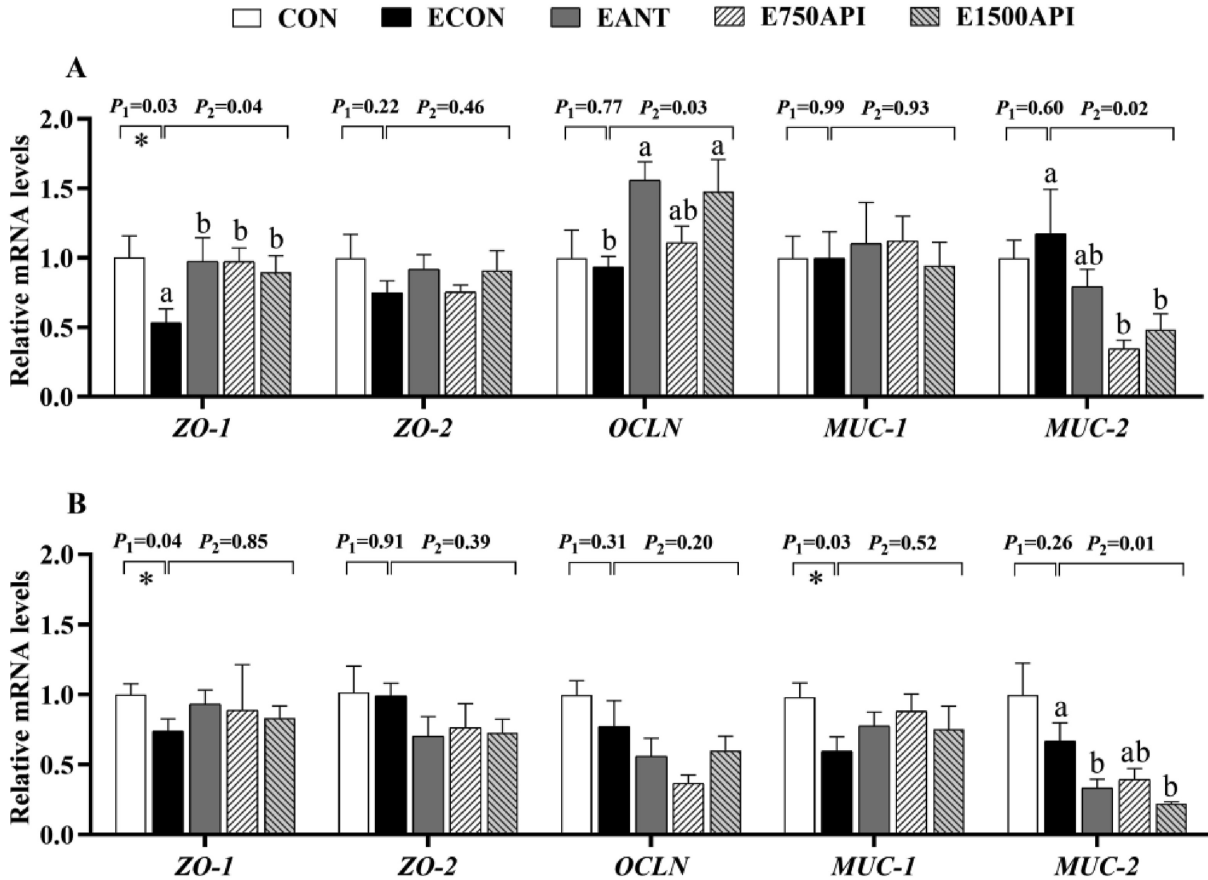 CON ECON EANT E750API E1500API
A
P1=0.03 P2=0.04 P1=0.22 P2=0.46 P1=0.77 P2=0.03 P1=0.99 P2=0.93 P1=0.60 P2=0.02
*
Relative mRNA levels
2.0
1.5
1.0
0.5
0.0
a b b b
b a ab a
a ab b b
ZO-1 ZO-2 OCLN MUC-1 MUC-2
B
P1=0.04 P2=0.85 P1=0.91 P2=0.39 P1=0.31 P2=0.20 P1=0.03 P2=0.52 P1=0.26 P2=0.01
* *
Relative mRNA levels
2.0
1.5
1.0
0.5
0.0
a b ab b
ZO-1 ZO-2 OCLN MUC-1 MUC-2